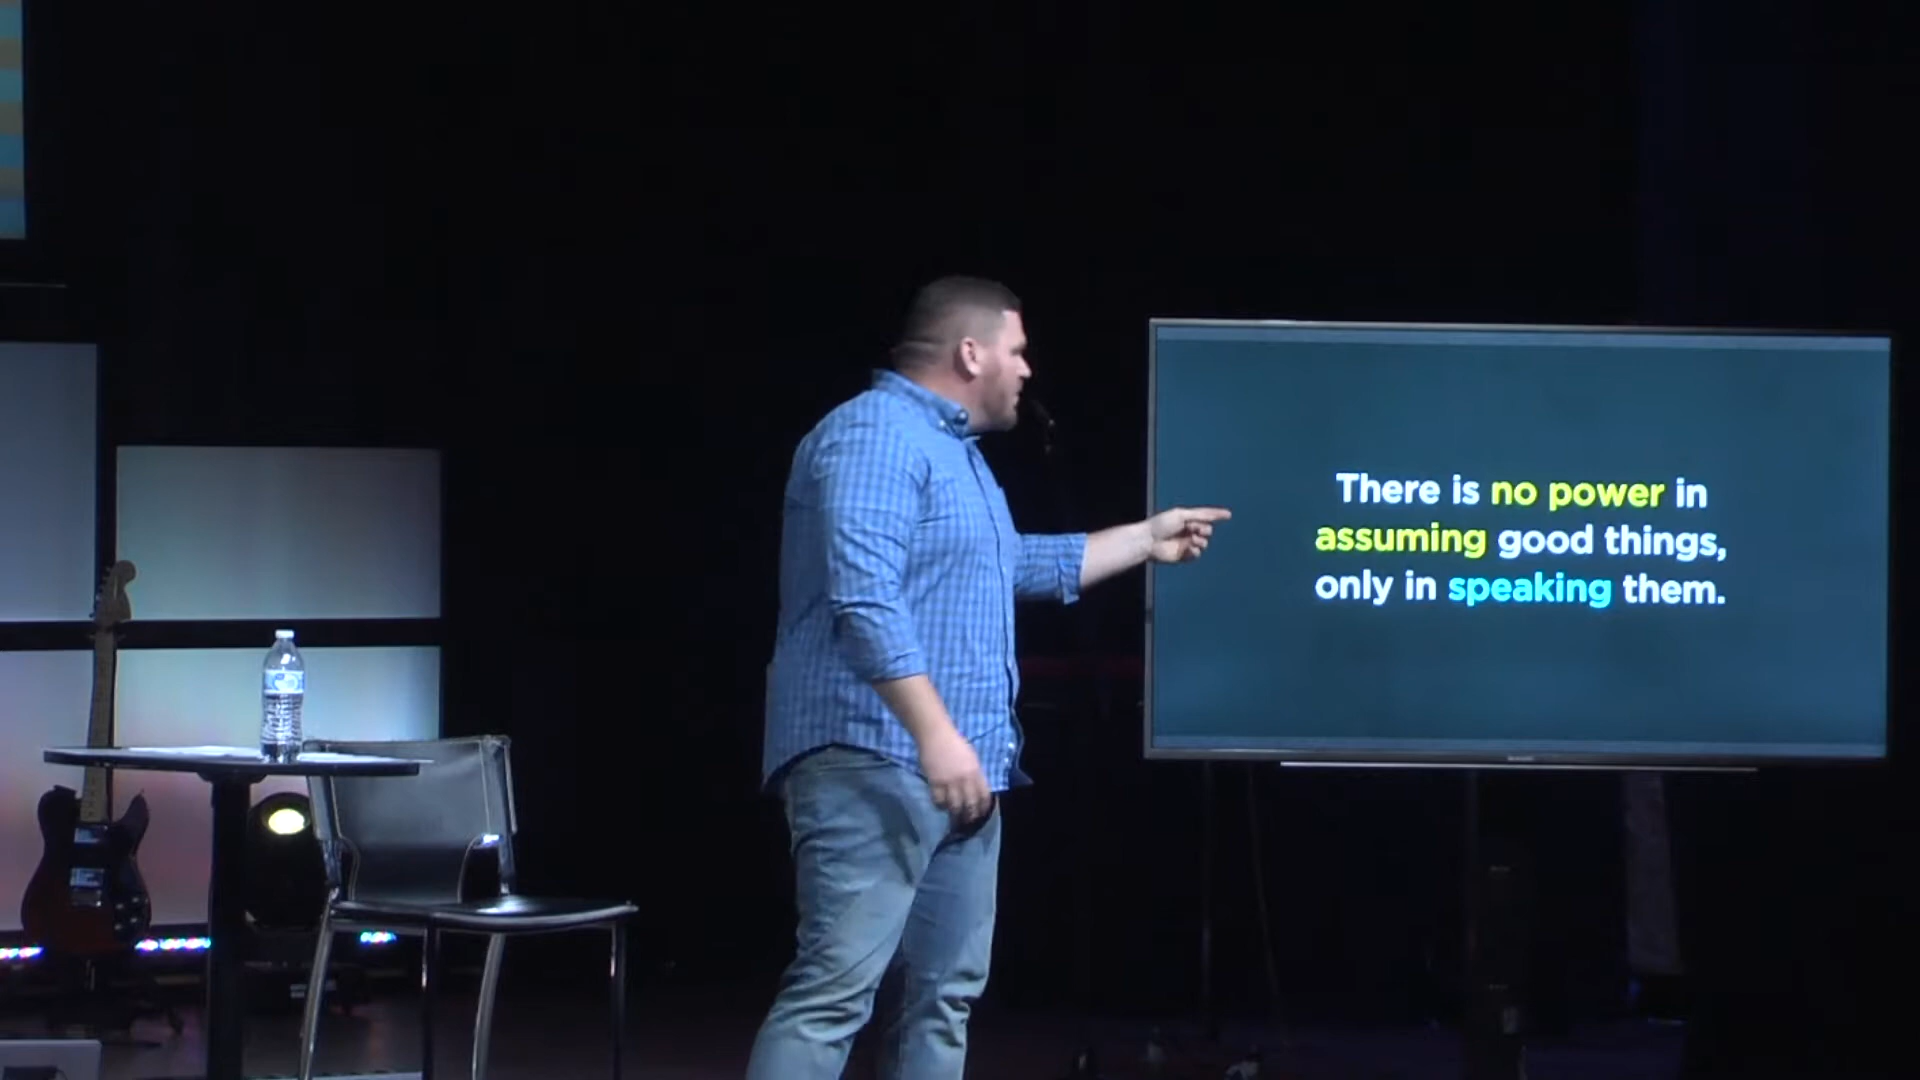 There is no power in
assuming good things,
only in speaking them.